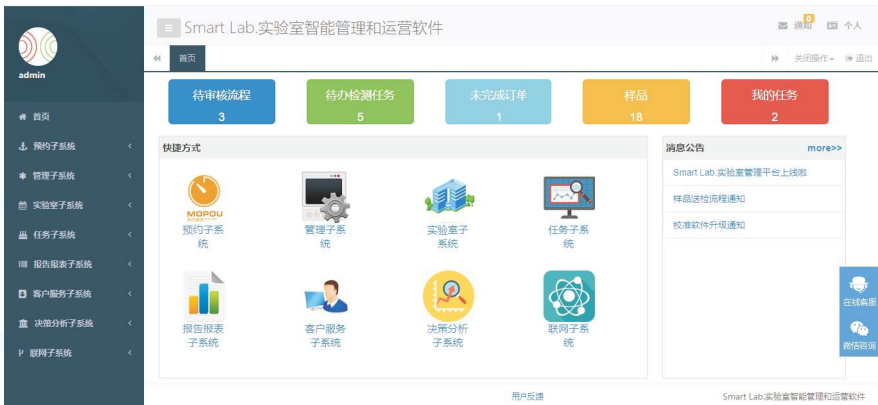 Smart Lab.实验室智能管理和运营软件
0
通知
个人
admin
首页
关闭操作
退出
首页
预约子系统
管理子系统
实验室子系统
任务子系统
报告报表子系统
客户服务子系统
决策分析子系统
联网子系统
待审核流程
3
待办检测任务
5
未完成订单
1
样品
18
我的任务
2
快捷方式
MOPOU
预约子系
统
管理子系
统
实验室子
系统
任务子系
统
报告报表
子系统
客户服务
子系统
决策分析
子系统
联网子系
统
消息公告
more>>
Smart Lab.实验室管理平台上线啦
样品送检流程通知
校准软件升级通知
在线客服
微信咨询
用户反馈
Smart Lab.实验室智能管理和运营软件